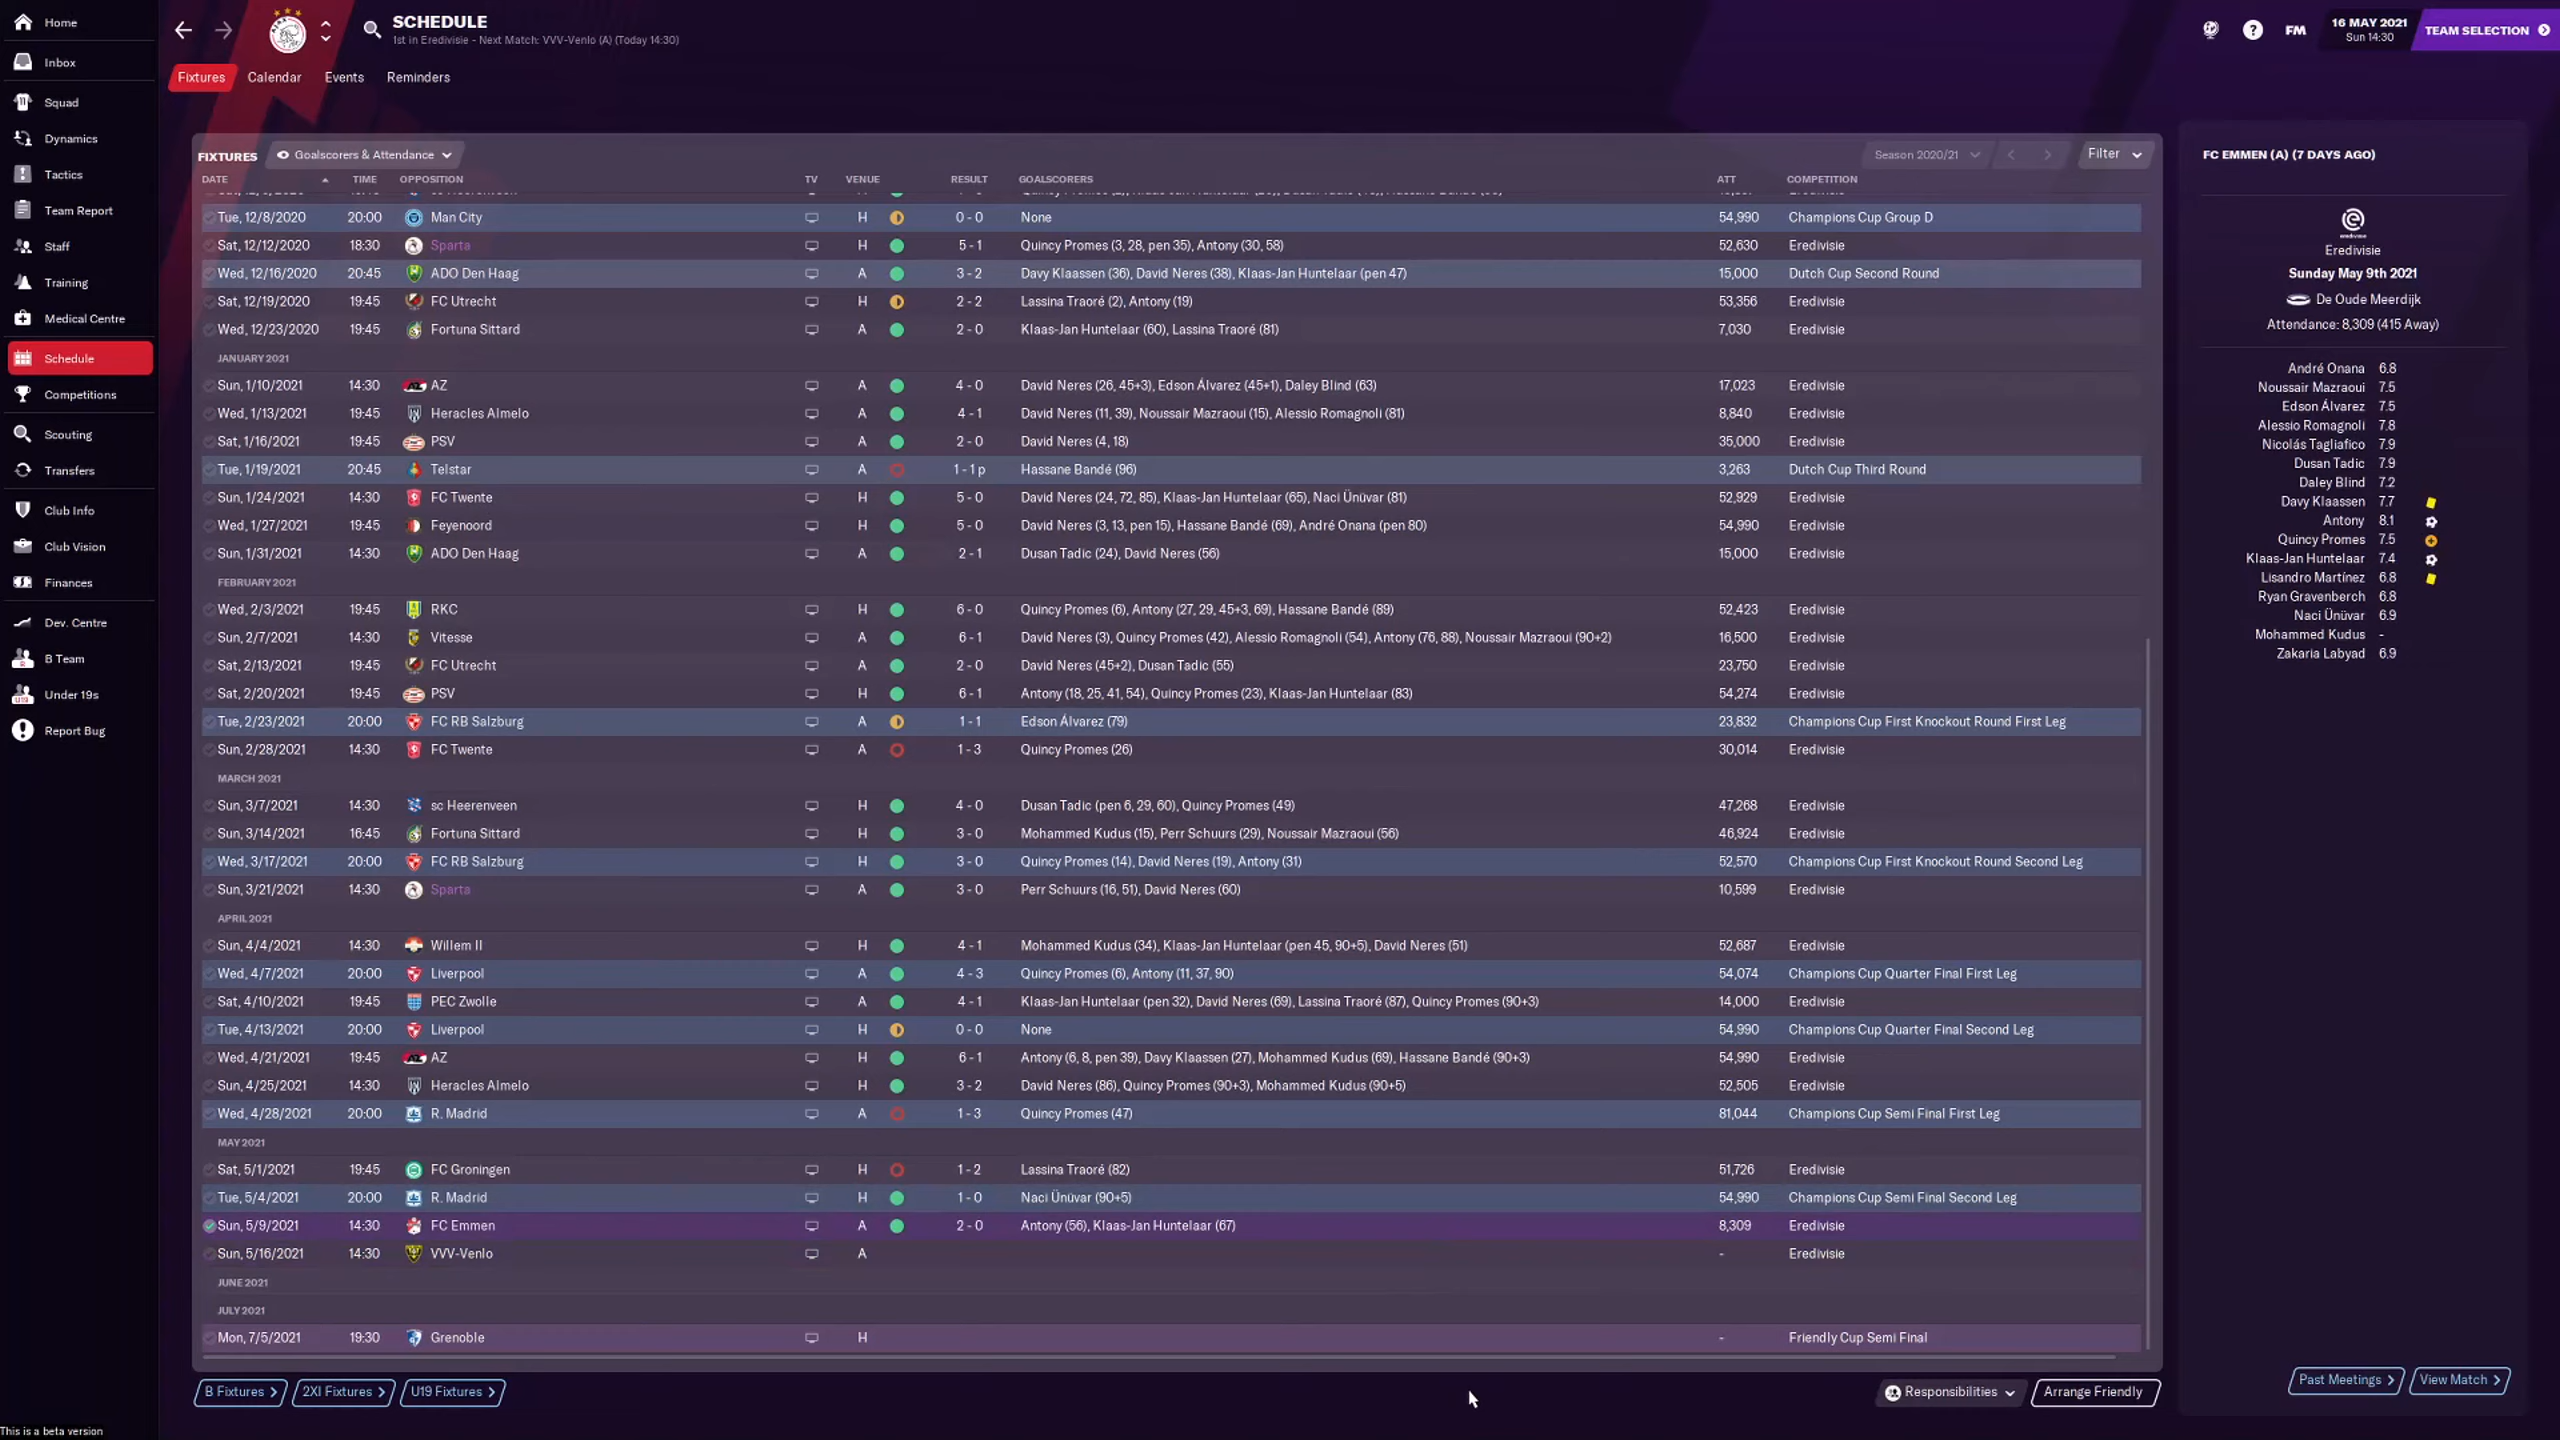 Home
SCHEDULE
1st in Eredivisie - Next Match: VVV-Venlo (A) (Today 14:30)
FM
16 MAY 2021
Sun 14:30
TEAM SELECTION
Inbox
Squad
Dynamics
Tactics
Team Report
Staff
Training
Medical Centre
Schedule
Competitions
Scouting
Transfers
Club Info
Club Vision
Finances
Dev. Centre
B Team
Under 19s
Report Bug
This is a beta version
Fixtures Calendar Events Reminders
FIXTURES Goalscorers & Attendance Season 2020/21 Filter
DATE TIME OPPOSITION TV VENUE RESULT GOALSCORERS ATT COMPETITION
Tue, 12/8/2020 20:00 Man City H 0 - 0 None 54,990 Champions Cup Group D
Sat, 12/12/2020 18:30 Sparta H 5 - 1 Quincy Promes (3, 28, pen 35), Antony (30, 58) 52,630 Eredivisie
Wed, 12/16/2020 20:45 ADO Den Haag A 3 - 2 Davy Klaassen (36), David Neres (38), Klaas-Jan Huntelaar (pen 47) 15,000 Dutch Cup Second Round
Sat, 12/19/2020 19:45 FC Utrecht H 2 - 2 Lassina Traoré (2), Antony (19) 53,356 Eredivisie
Wed, 12/23/2020 19:45 Fortuna Sittard A 2 - 0 Klaas-Jan Huntelaar (60), Lassina Traoré (81) 7,030 Eredivisie
JANUARY 2021
Sun, 1/10/2021 14:30 AZ A 4 - 0 David Neres (26, 45+3), Edson Álvarez (45+1), Daley Blind (63) 17,023 Eredivisie
Wed, 1/13/2021 19:45 Heracles Almelo A 4 - 1 David Neres (11, 39), Noussair Mazraoui (15), Alessio Romagnoli (81) 8,840 Eredivisie
Sat, 1/16/2021 19:45 PSV A 2 - 0 David Neres (4, 18) 35,000 Eredivisie
Tue, 1/19/2021 20:45 Telstar A 1 - 1 p Hassane Bandé (96) 3,263 Dutch Cup Third Round
Sun, 1/24/2021 14:30 FC Twente H 5 - 0 David Neres (24, 72, 85), Klaas-Jan Huntelaar (65), Naci Ünüvar (81) 52,929 Eredivisie
Wed, 1/27/2021 19:45 Feyenoord H 5 - 0 David Neres (3, 13, pen 15), Hassane Bandé (69), André Onana (pen 80) 54,990 Eredivisie
Sun, 1/31/2021 14:30 ADO Den Haag A 2 - 1 Dusan Tadic (24), David Neres (56) 15,000 Eredivisie
FEBRUARY 2021
Wed, 2/3/2021 19:45 RKC H 6 - 0 Quincy Promes (6), Antony (27, 29, 45+3, 69), Hassane Bandé (89) 52,423 Eredivisie
Sun, 2/7/2021 14:30 Vitesse A 6 - 1 David Neres (3), Quincy Promes (42), Alessio Romagnoli (54), Antony (76, 88), Noussair Mazraoui (90+2) 16,500 Eredivisie
Sat, 2/13/2021 19:45 FC Utrecht A 2 - 0 David Neres (45+2), Dusan Tadic (55) 23,750 Eredivisie
Sat, 2/20/2021 19:45 PSV H 6 - 1 Antony (18, 25, 41, 54), Quincy Promes (23), Klaas-Jan Huntelaar (83) 54,274 Eredivisie
Tue, 2/23/2021 20:00 FC RB Salzburg A 1 - 1 Edson Álvarez (79) 23,832 Champions Cup First Knockout Round First Leg
Sun, 2/28/2021 14:30 FC Twente A 1 - 3 Quincy Promes (26) 30,014 Eredivisie
MARCH 2021
Sun, 3/7/2021 14:30 sc Heerenveen H 4 - 0 Dusan Tadic (pen 6, 29, 60), Quincy Promes (49) 47,268 Eredivisie
Sun, 3/14/2021 16:45 Fortuna Sittard H 3 - 0 Mohammed Kudus (15), Perr Schuurs (29), Noussair Mazraoui (56) 46,924 Eredivisie
Wed, 3/17/2021 20:00 FC RB Salzburg H 3 - 0 Quincy Promes (14), David Neres (19), Antony (31) 52,570 Champions Cup First Knockout Round Second Leg
Sun, 3/21/2021 14:30 Sparta A 3 - 0 Perr Schuurs (16, 51), David Neres (60) 10,599 Eredivisie
APRIL 2021
Sun, 4/4/2021 14:30 Willem II H 4 - 1 Mohammed Kudus (34), Klaas-Jan Huntelaar (pen 45, 90+5), David Neres (51) 52,687 Eredivisie
Wed, 4/7/2021 20:00 Liverpool A 4 - 3 Quincy Promes (6), Antony (11, 37, 90) 54,074 Champions Cup Quarter Final First Leg
Sat, 4/10/2021 19:45 PEC Zwolle A 4 - 1 Klaas-Jan Huntelaar (pen 32), David Neres (69), Lassina Traoré (87), Quincy Promes (90+3) 14,000 Eredivisie
Tue, 4/13/2021 20:00 Liverpool H 0 - 0 None 54,990 Champions Cup Quarter Final Second Leg
Wed, 4/21/2021 19:45 AZ H 6 - 1 Antony (6, 8, pen 39), Davy Klaassen (27), Mohammed Kudus (69), Hassane Bandé (90+3) 54,990 Eredivisie
Sun, 4/25/2021 14:30 Heracles Almelo H 3 - 2 David Neres (86), Quincy Promes (90+3), Mohammed Kudus (90+5) 52,505 Eredivisie
Wed, 4/28/2021 20:00 R. Madrid A 1 - 3 Quincy Promes (47) 81,044 Champions Cup Semi Final First Leg
MAY 2021
Sat, 5/1/2021 19:45 FC Groningen H 1 - 2 Lassina Traoré (82) 51,726 Eredivisie
Tue, 5/4/2021 20:00 R. Madrid H 1 - 0 Naci Ünüvar (90+5) 54,990 Champions Cup Semi Final Second Leg
Sun, 5/9/2021 14:30 FC Emmen A 2 - 0 Antony (56), Klaas-Jan Huntelaar (67) 8,309 Eredivisie
Sun, 5/16/2021 14:30 VVV-Venlo A - Eredivisie
JUNE 2021
JULY 2021
Mon, 7/5/2021 19:30 Grenoble H - Friendly Cup Semi Final
B Fixtures 2XI Fixtures U19 Fixtures Responsibilities Arrange Friendly
FC EMMEN (A) (7 DAYS AGO)
Eredivisie
Sunday May 9th 2021
De Oude Meerdijk
Attendance: 8,309 (415 Away)
André Onana 6.8
Noussair Mazraoui 7.5
Edson Álvarez 7.5
Alessio Romagnoli 7.8
Nicolás Tagliafico 7.9
Dusan Tadic 7.9
Daley Blind 7.2
Davy Klaassen 7.7
Antony 8.1
Quincy Promes 7.5
Klaas-Jan Huntelaar 7.4
Lisandro Martínez 6.8
Ryan Gravenberch 6.8
Naci Ünüvar 6.9
Mohammed Kudus -
Zakaria Labyad 6.9
Past Meetings View Match